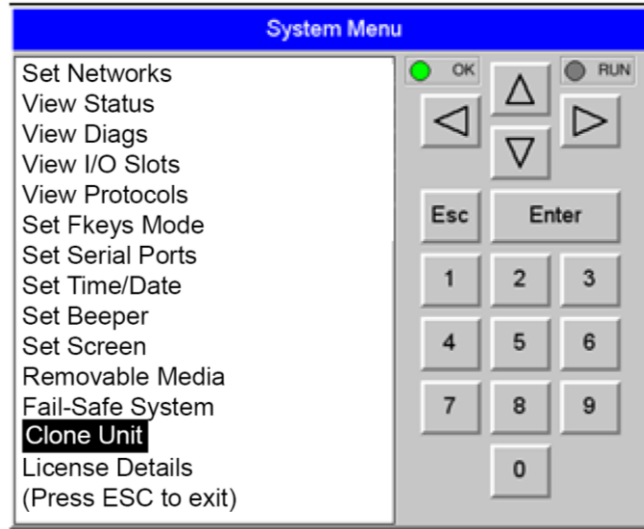 System Menu
Set Networks
View Status
View Diags
View I/O Slots
View Protocols
Set Fkeys Mode
Set Serial Ports
Set Time/Date
Set Beeper
Set Screen
Removable Media
Fail-Safe System
Clone Unit
License Details
(Press ESC to exit)
OK RUN
Esc Enter
1 2 3
4 5 6
7 8 9
0